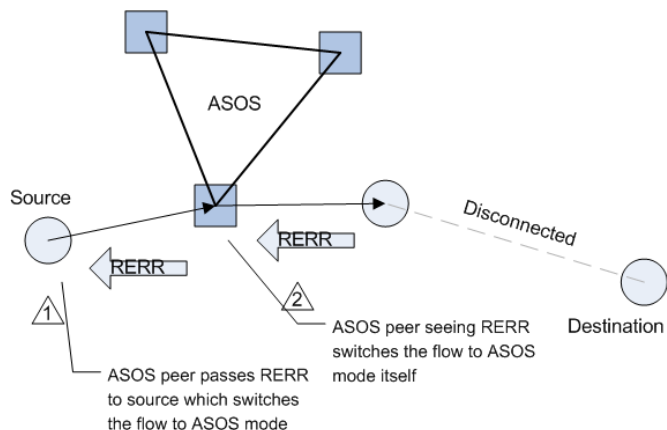 ASOS
Source
Disconnected
RERR
RERR
1
2
Destination
ASOS peer seeing RERR
switches the flow to ASOS
mode itself
ASOS peer passes RERR
to source which switches
the flow to ASOS mode